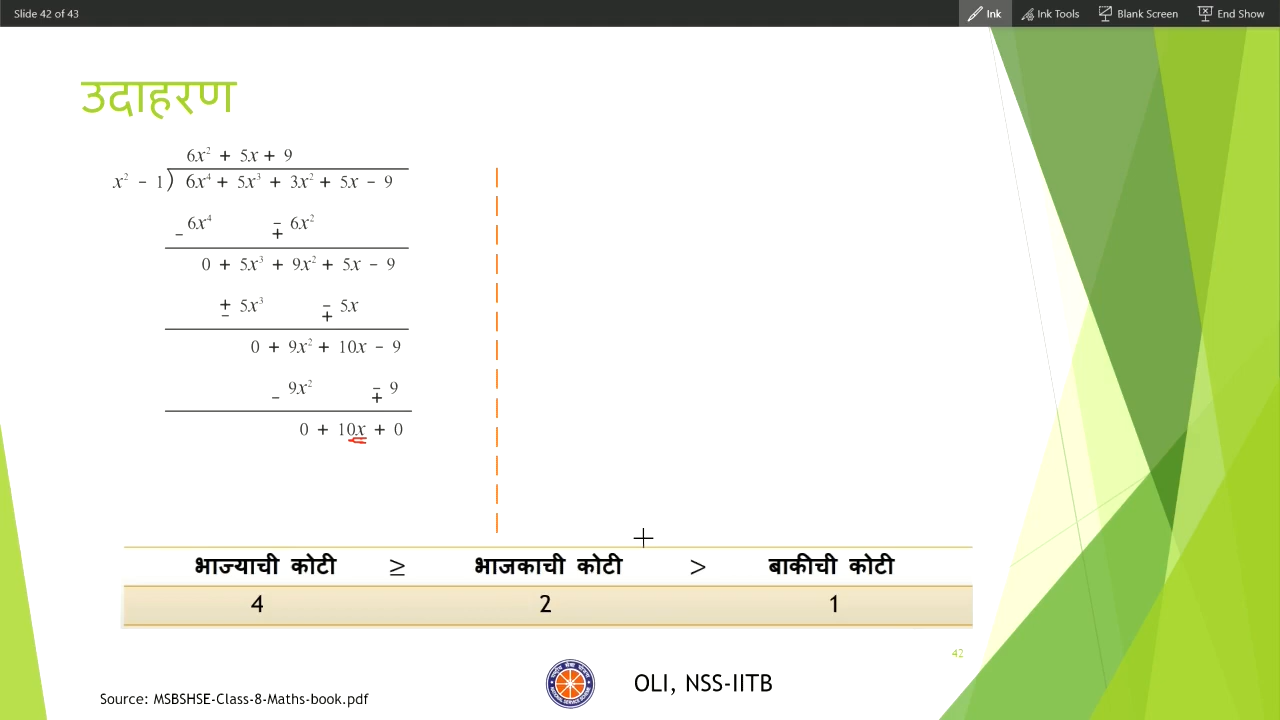 Slide 42 of 43
Ink
Ink Tools
Blank Screen
End Show
उदाहरण
6x² + 5x + 9
x² − 1) 6x⁴ + 5x³ + 3x² + 5x − 9
− 6x⁴ ∓ 6x²
0 + 5x³ + 9x² + 5x − 9
± 5x³ ∓ 5x
0 + 9x² + 10x − 9
− 9x² ∓ 9
0 + 10x + 0
भाज्याची कोटी ≥ भाजकाची कोटी > बाकीची कोटी
4 2 1
42
OLI, NSS-IITB
Source: MSBSHSE-Class-8-Maths-book.pdf